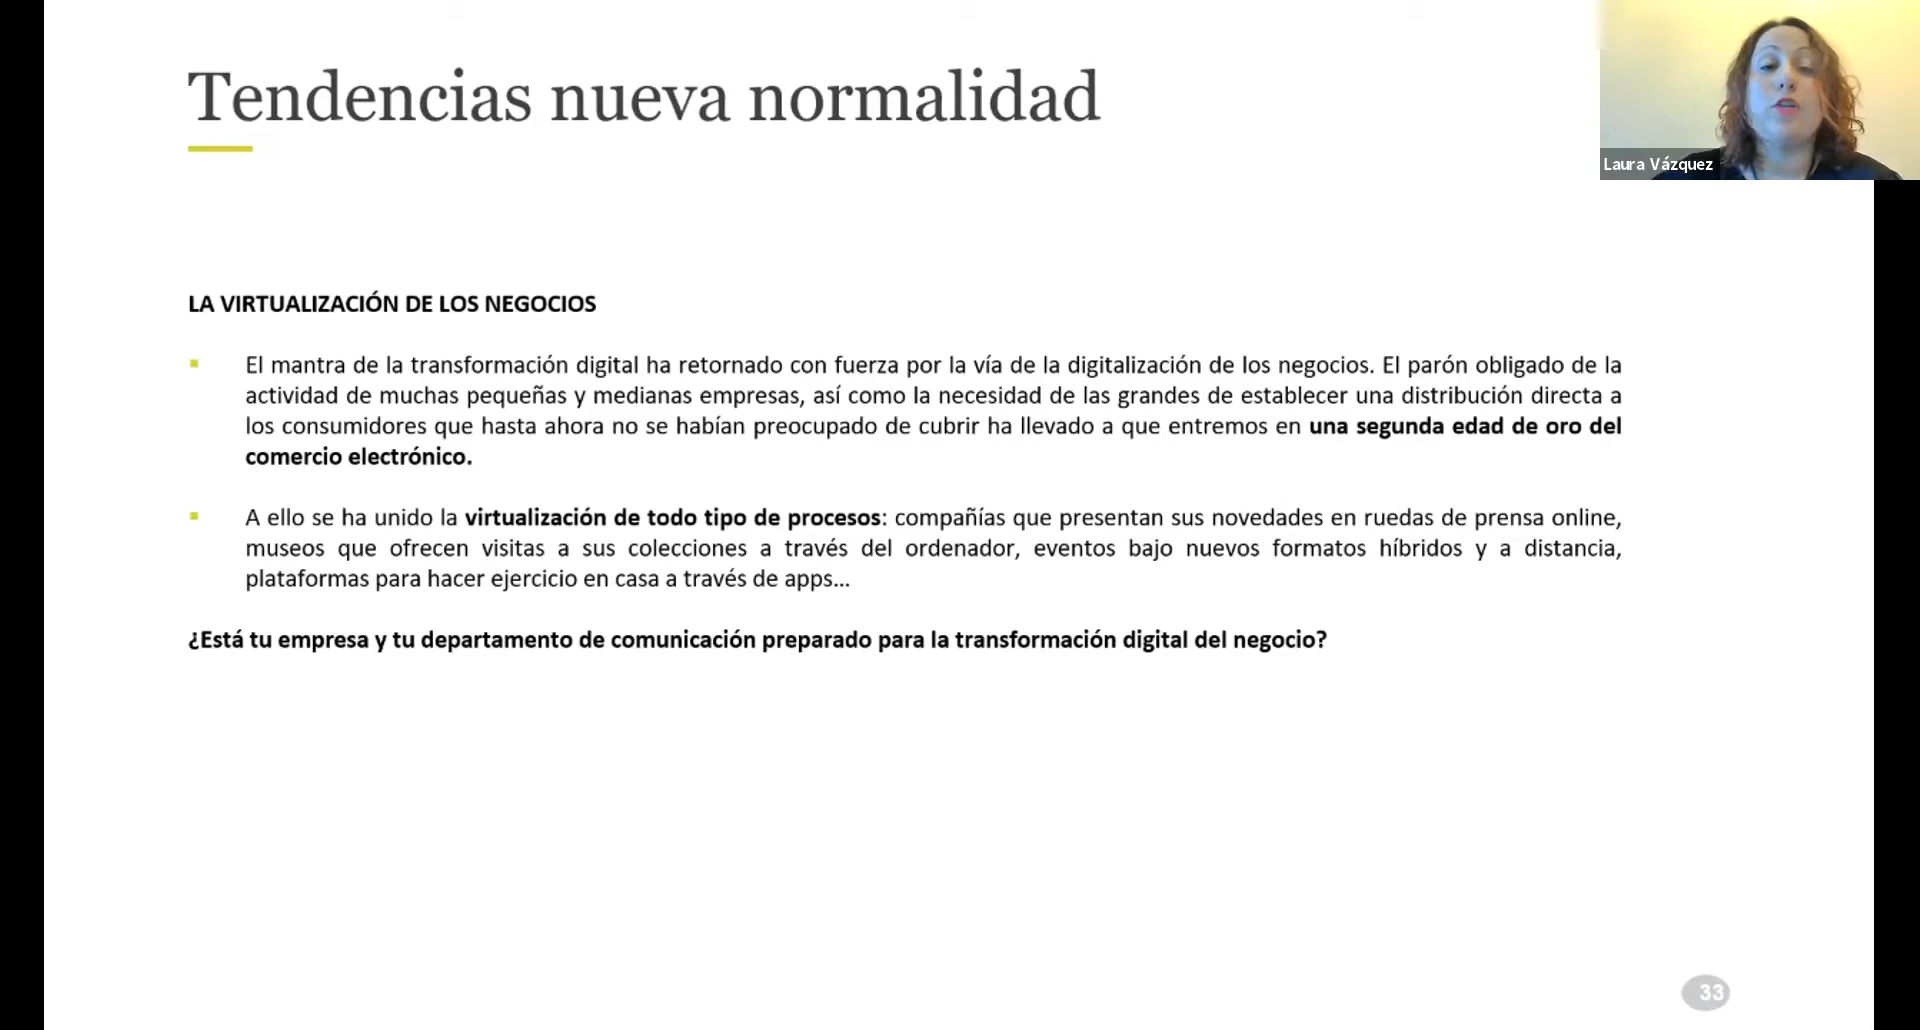 Tendencias nueva normalidad
Laura Vázquez
LA VIRTUALIZACIÓN DE LOS NEGOCIOS
El mantra de la transformación digital ha retornado con fuerza por la vía de la digitalización de los negocios. El parón obligado de la
actividad de muchas pequeñas y medianas empresas, así como la necesidad de las grandes de establecer una distribución directa a
los consumidores que hasta ahora no se habían preocupado de cubrir ha llevado a que entremos en una segunda edad de oro del
comercio electrónico.
A ello se ha unido la virtualización de todo tipo de procesos: compañías que presentan sus novedades en ruedas de prensa online,
museos que ofrecen visitas a sus colecciones a través del ordenador, eventos bajo nuevos formatos híbridos y a distancia,
plataformas para hacer ejercicio en casa a través de apps...
¿Está tu empresa y tu departamento de comunicación preparado para la transformación digital del negocio?
33